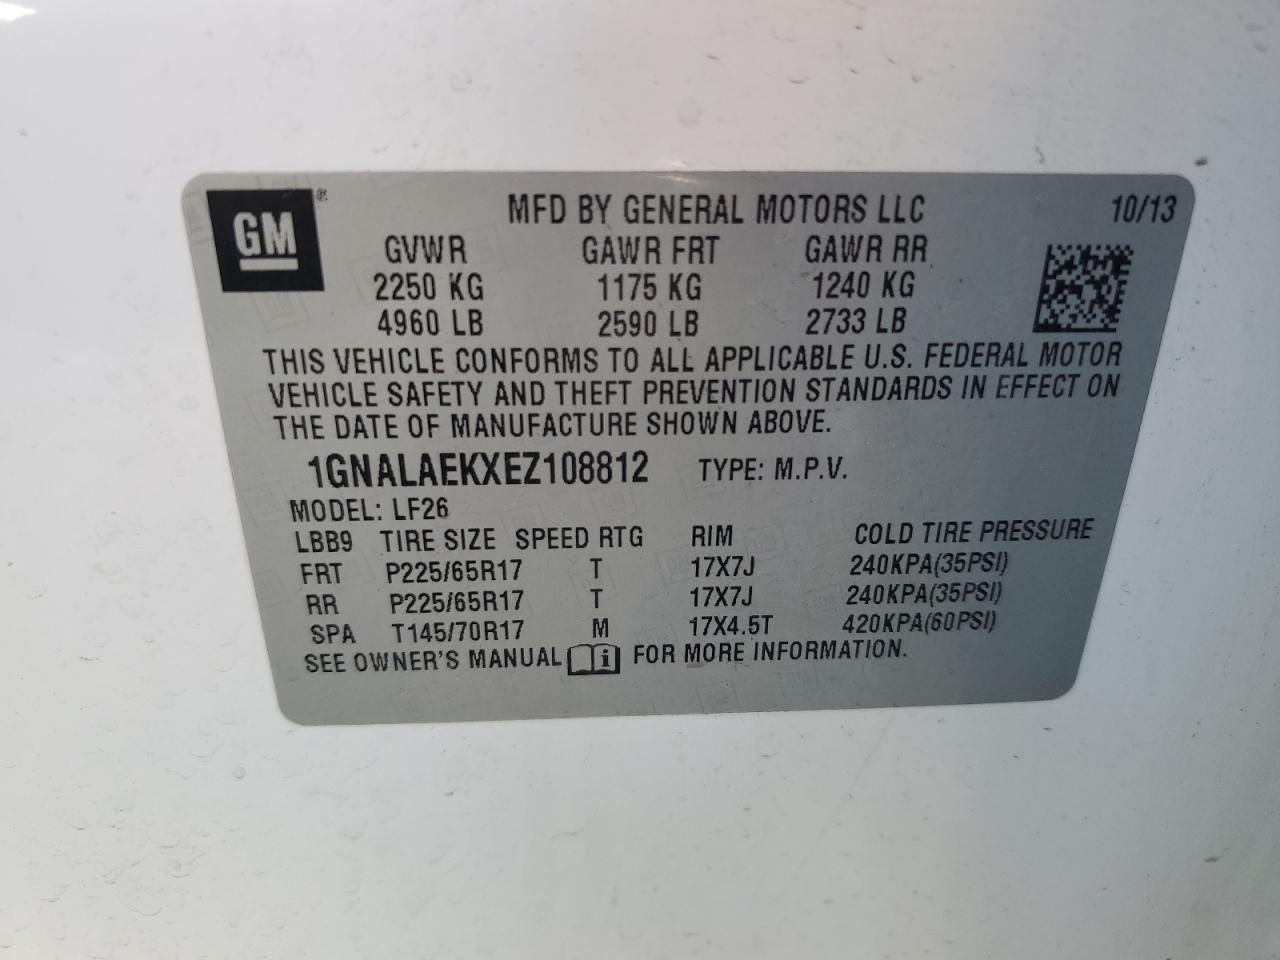 GM ®
MFD BY GENERAL MOTORS LLC 10/13
GVWR GAWR FRT GAWR RR
2250 KG 1175 KG 1240 KG
4960 LB 2590 LB 2733 LB
THIS VEHICLE CONFORMS TO ALL APPLICABLE U.S. FEDERAL MOTOR
VEHICLE SAFETY AND THEFT PREVENTION STANDARDS IN EFFECT ON
THE DATE OF MANUFACTURE SHOWN ABOVE.
1GNALAEKXEZ108812 TYPE: M.P.V.
MODEL: LF26
LBB9 TIRE SIZE SPEED RTG RIM COLD TIRE PRESSURE
FRT P225/65R17 T 17X7J 240KPA(35PSI)
RR P225/65R17 T 17X7J 240KPA(35PSI)
SPA T145/70R17 M 17X4.5T 420KPA(60PSI)
SEE OWNER'S MANUAL i FOR MORE INFORMATION.